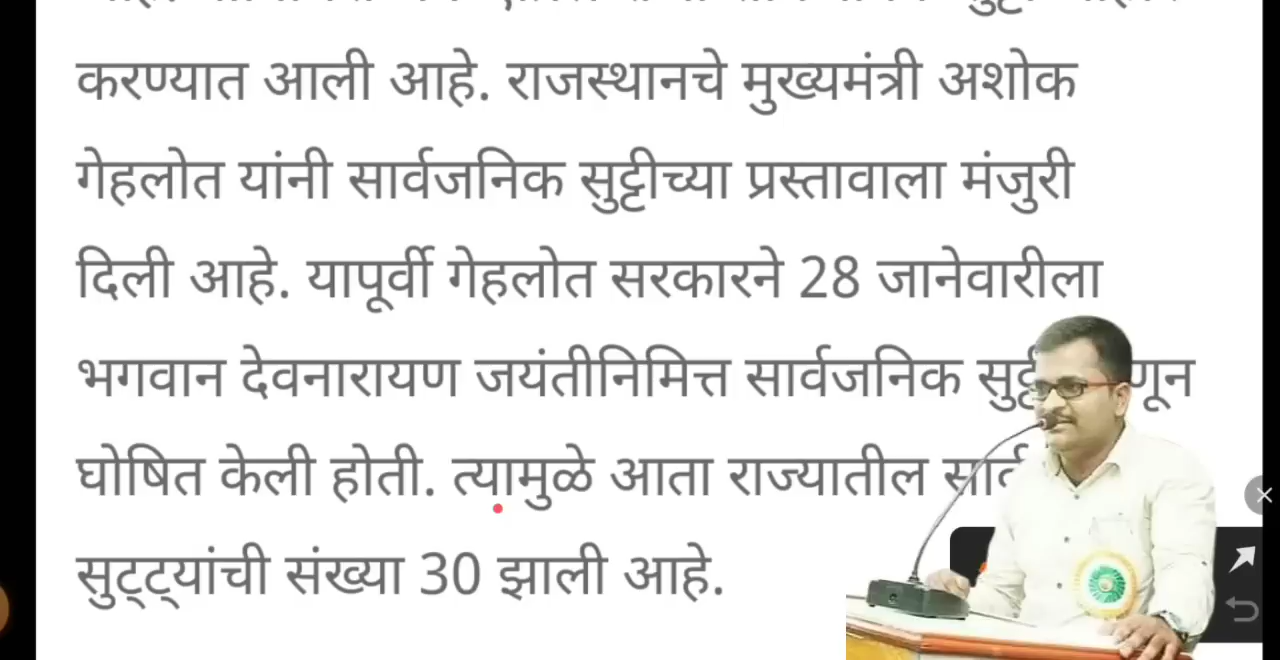 करण्यात आली आहे. राजस्थानचे मुख्यमंत्री अशोक
गेहलोत यांनी सार्वजनिक सुट्टीच्या प्रस्तावाला मंजुरी
दिली आहे. यापूर्वी गेहलोत सरकारने 28 जानेवारीला
भगवान देवनारायण जयंतीनिमित्त सार्वजनिक
घोषित केली होती. त्यामुळे आता राज्यातील
सुट्ट्यांची संख्या 30 झाली आहे.